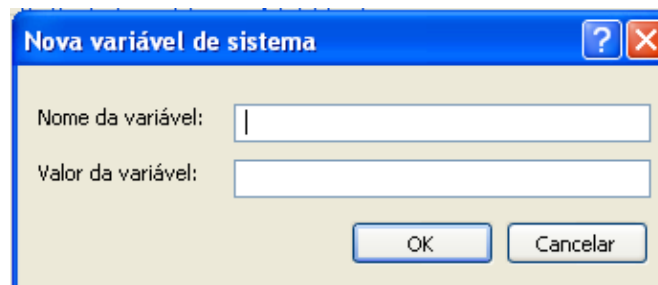 Nova variável de sistema
Nome da variável:
Valor da variável:
OK Cancelar